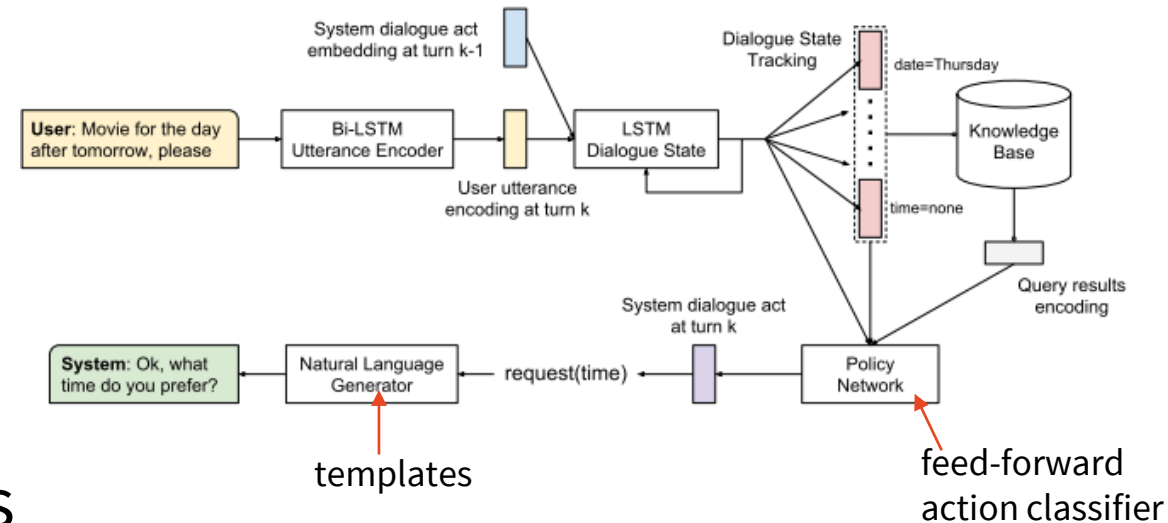 System dialogue act
embedding at turn k-1
Dialogue State
Tracking
date=Thursday
User: Movie for the day
after tomorrow, please
Bi-LSTM
Utterance Encoder
LSTM
Dialogue State
Knowledge
Base
User utterance
encoding at turn k
time=none
Query results
encoding
System dialogue act
at turn k
System: Ok, what
time do you prefer?
Natural Language
Generator
request(time)
Policy
Network
templates
feed-forward
action classifier
s